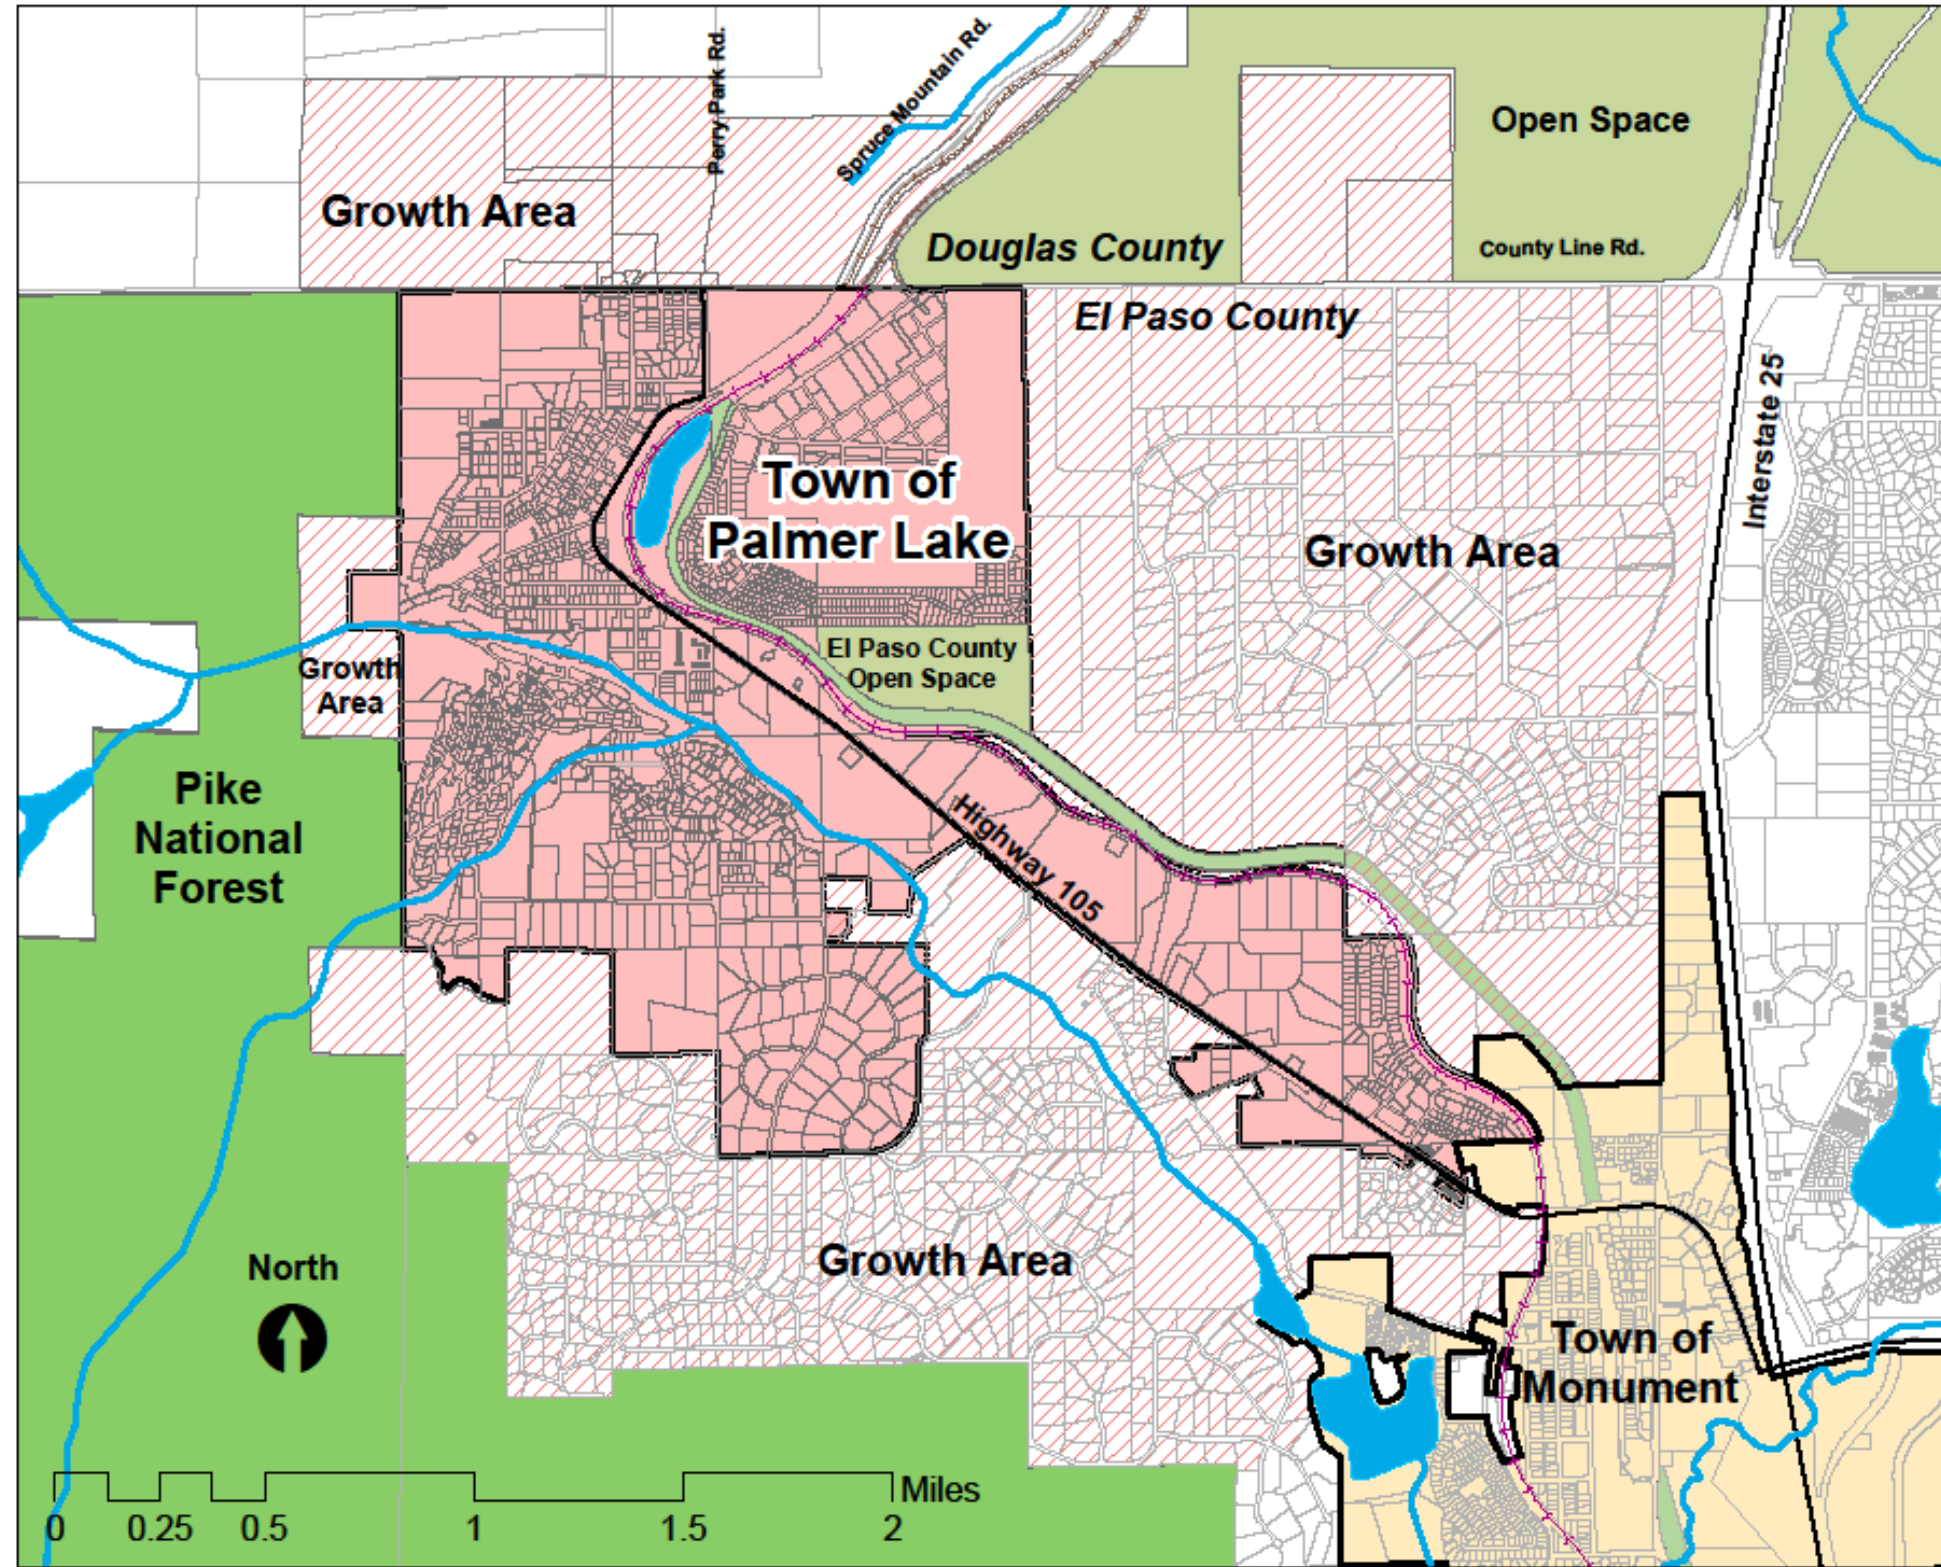 Perry Park Rd.
Spruce Mountain Rd.
Open Space
Growth Area
Douglas County
County Line Rd.
El Paso County
Interstate 25
Town of
Palmer Lake
Growth Area
El Paso County
Open Space
Growth
Area
Pike
National
Forest
Highway 105
Growth Area
North
Town of
Monument
Miles
0 0.25 0.5 1 1.5 2